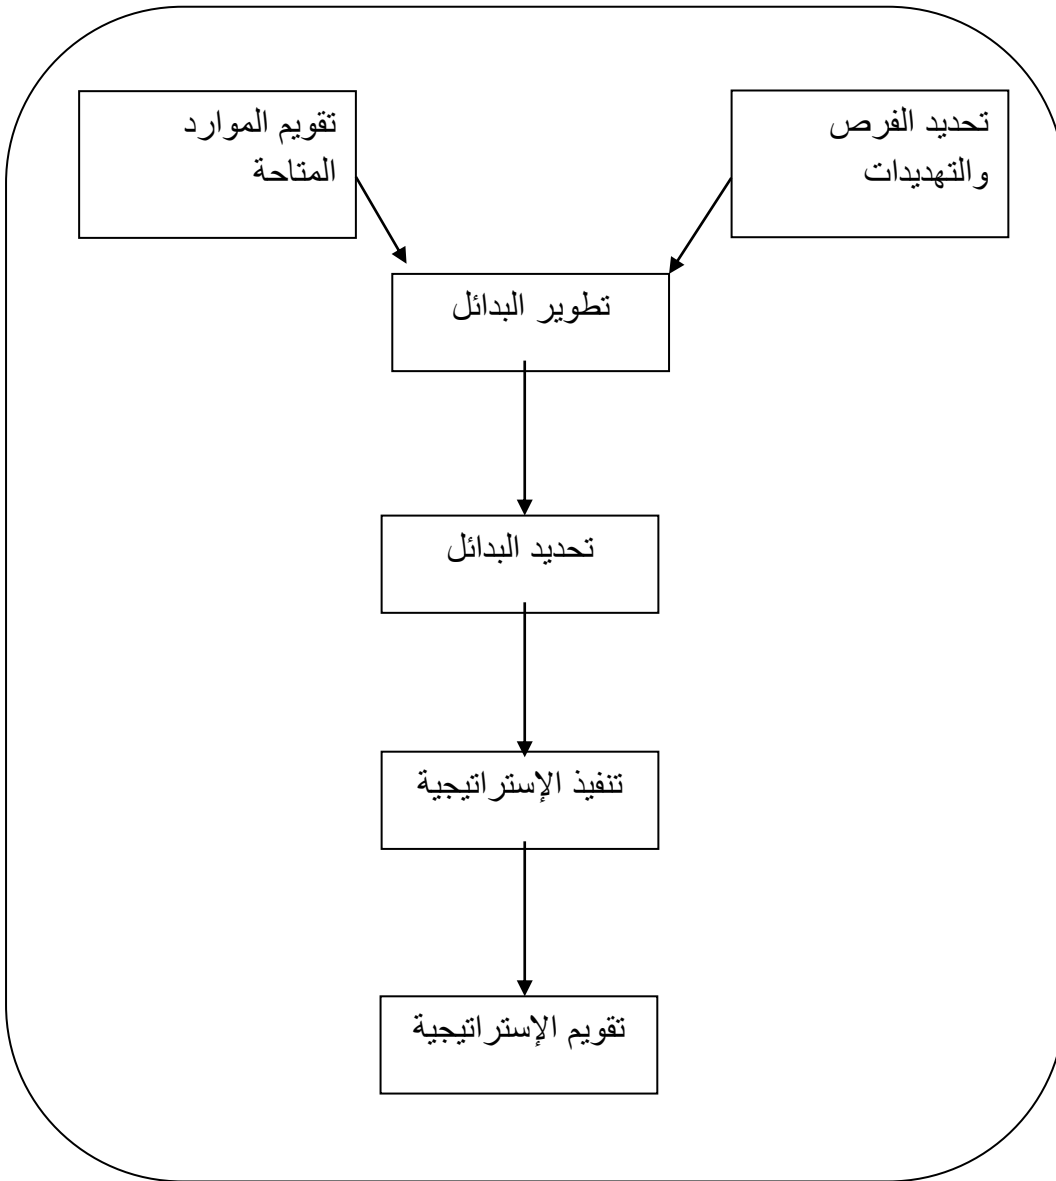 تحديد الفرص
والتهديدات
تقويم الموارد
المتاحة
تطوير البدائل
تحديد البدائل
تنفيذ الإستراتيجية
تقويم الإستراتيجية